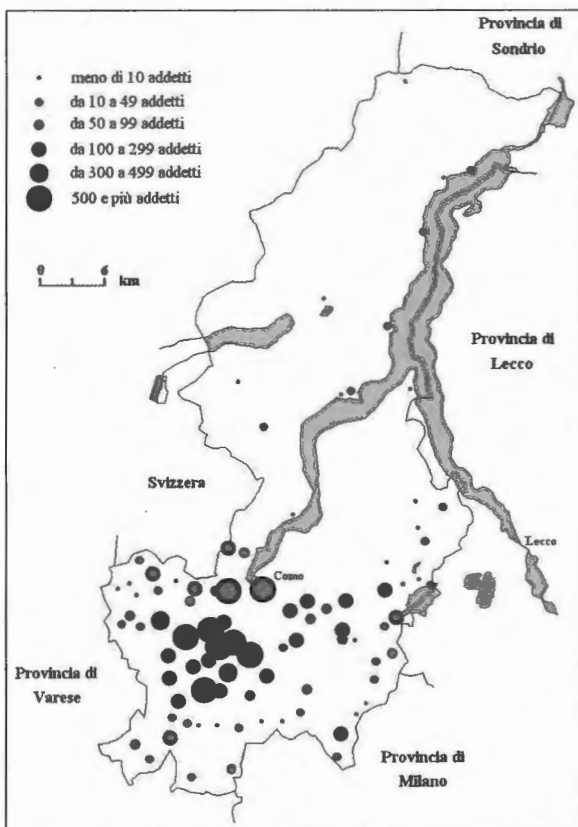 Provincia di
Sondrio
meno di 10 addetti
da 10 a 49 addetti
da 50 a 99 addetti
da 100 a 299 addetti
da 300 a 499 addetti
500 e più addetti
0 6
km
Provincia di
Lecco
Svizzera
Lecco
Como
Provincia di
Varese
Provincia di
Milano